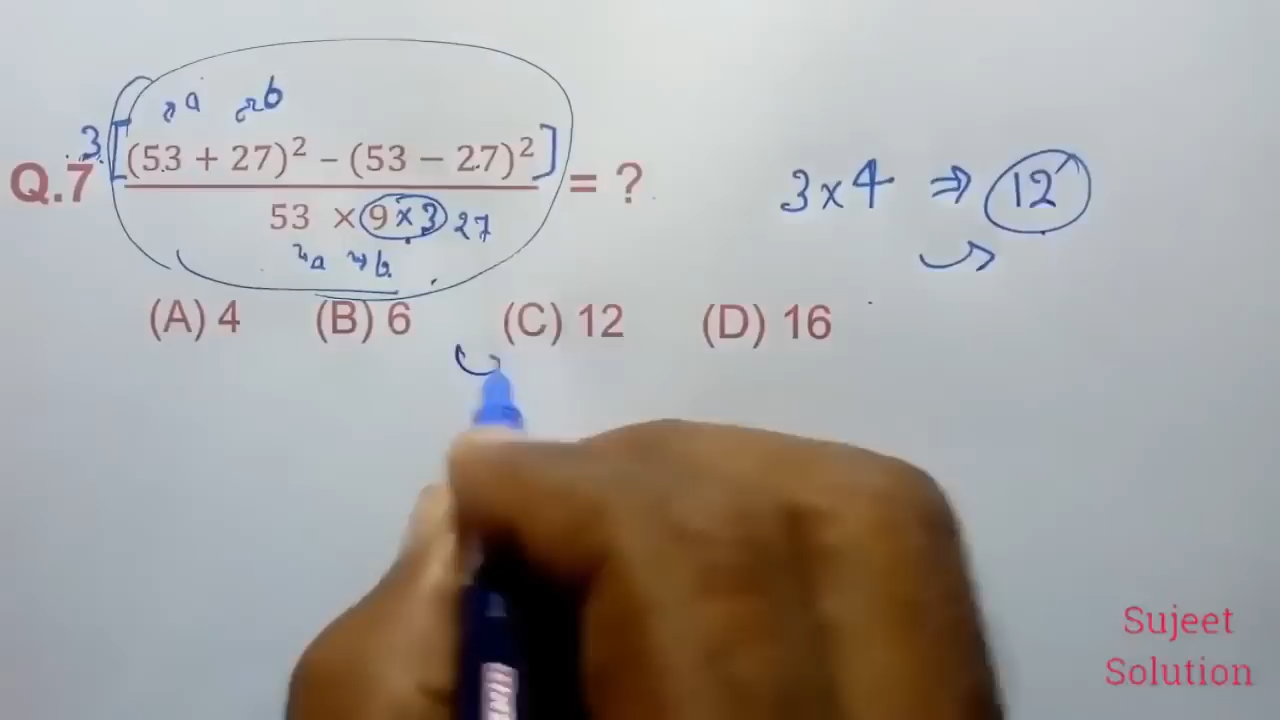 a b
3 [(53 + 27)² – (53 – 27)²]
Q.7 = ?
53 × 9 × 3 27
a b
3 × 4 ⇒ 12
(A) 4 (B) 6 (C) 12 (D) 16
Sujeet
Solution